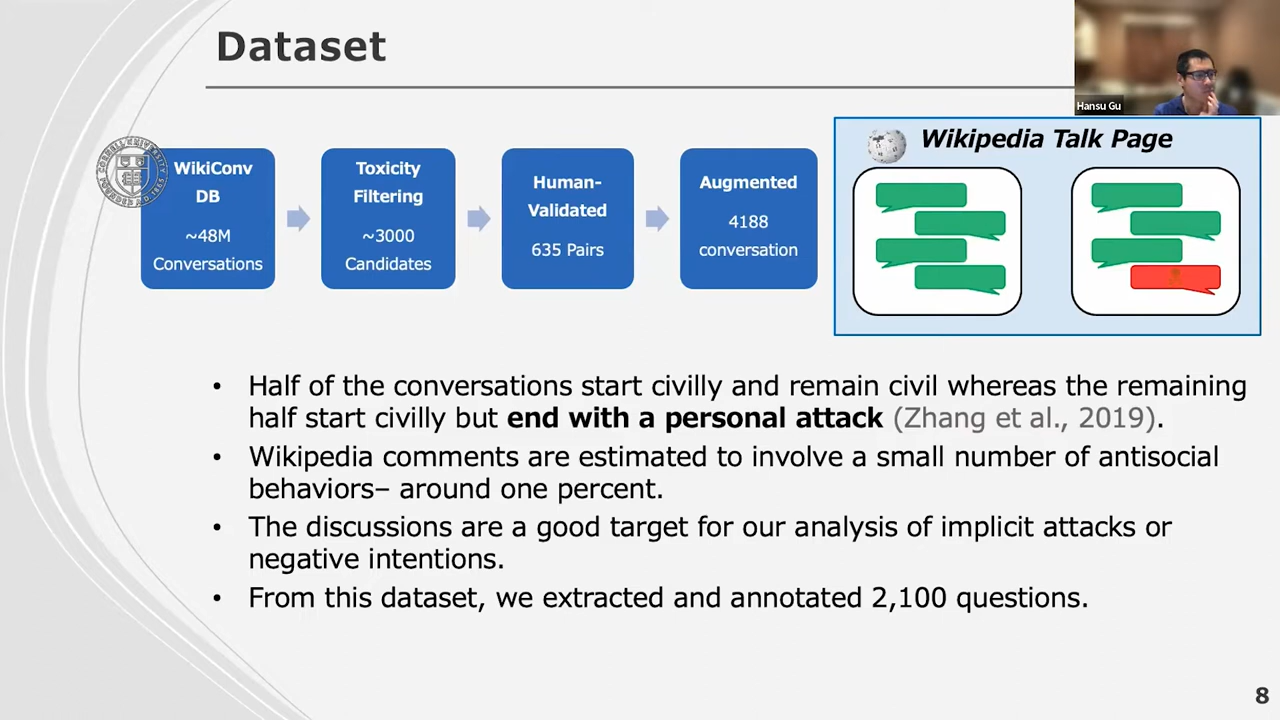 Dataset
Hansu Gu
WikiConv
DB
~48M
Conversations
Toxicity
Filtering
~3000
Candidates
Human-
Validated
635 Pairs
Augmented
4188
conversation
Wikipedia Talk Page
• Half of the conversations start civilly and remain civil whereas the remaining
half start civilly but end with a personal attack (Zhang et al., 2019).
• Wikipedia comments are estimated to involve a small number of antisocial
behaviors– around one percent.
• The discussions are a good target for our analysis of implicit attacks or
negative intentions.
• From this dataset, we extracted and annotated 2,100 questions.
8